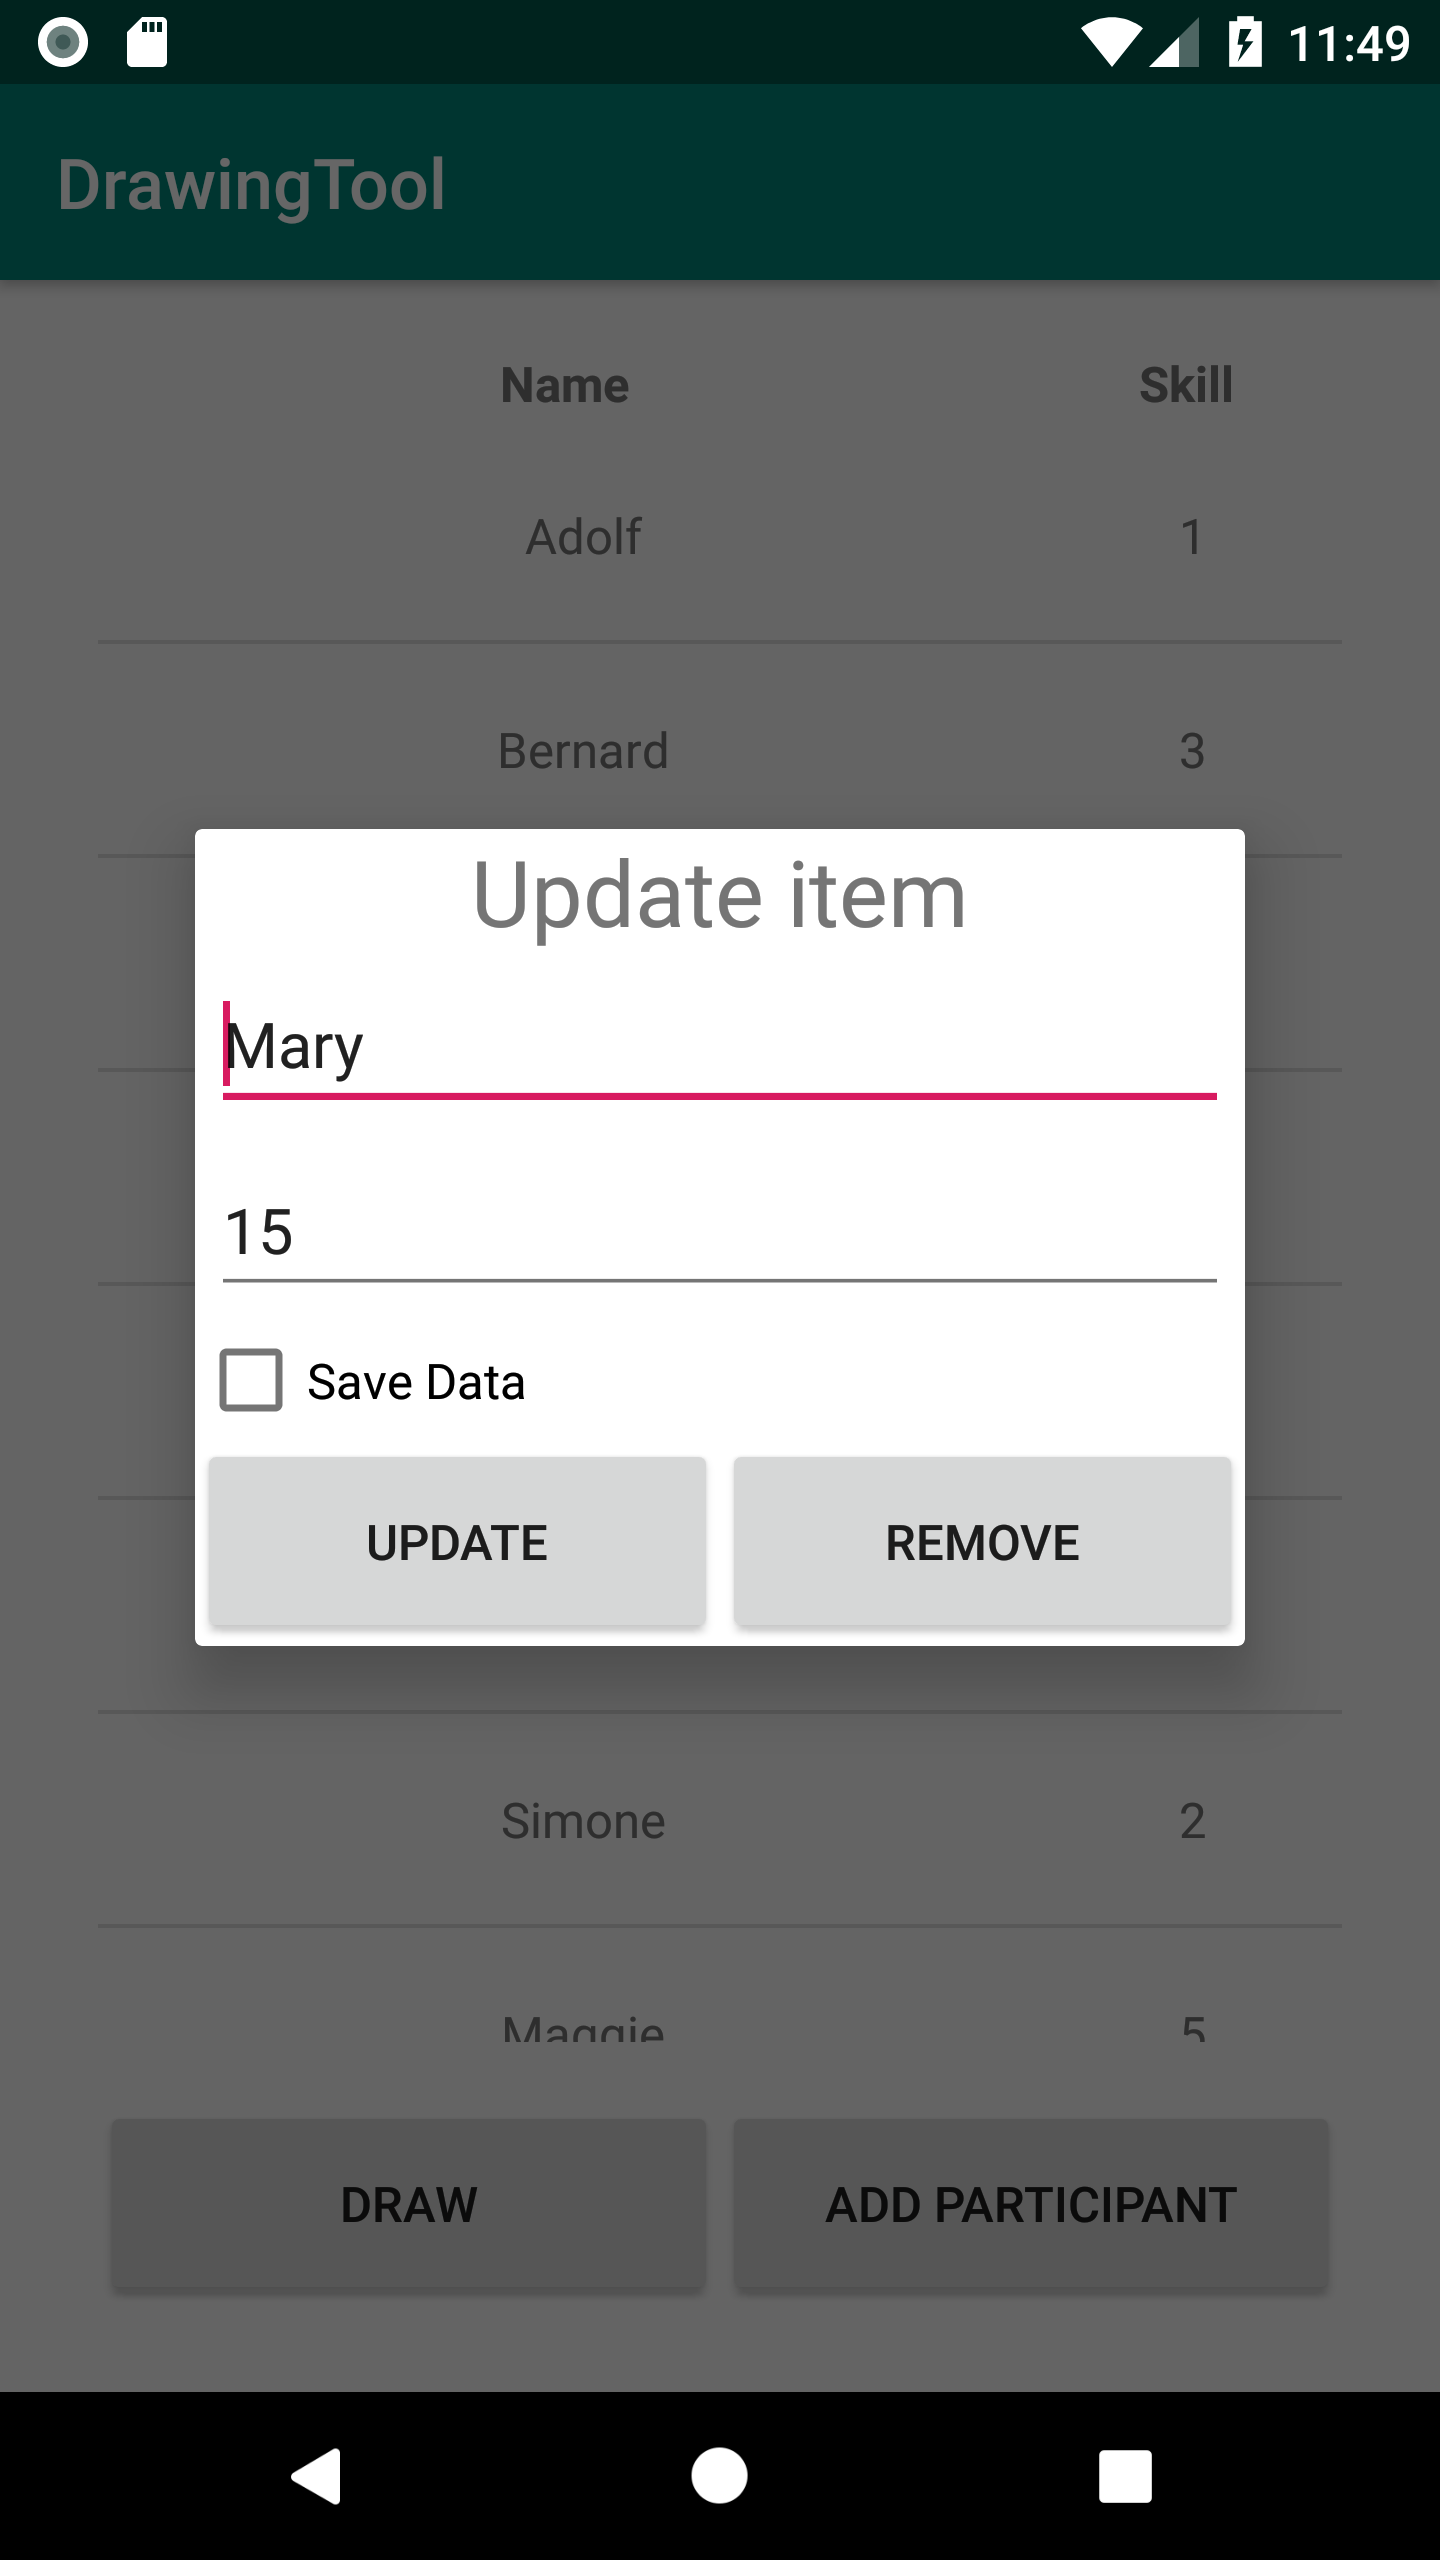 11:49
DrawingTool
Name Skill
Adolf 1
Bernard 3
Update item
Mary
15
Save Data
UPDATE REMOVE
Simone 2
Maggie 5
DRAW ADD PARTICIPANT